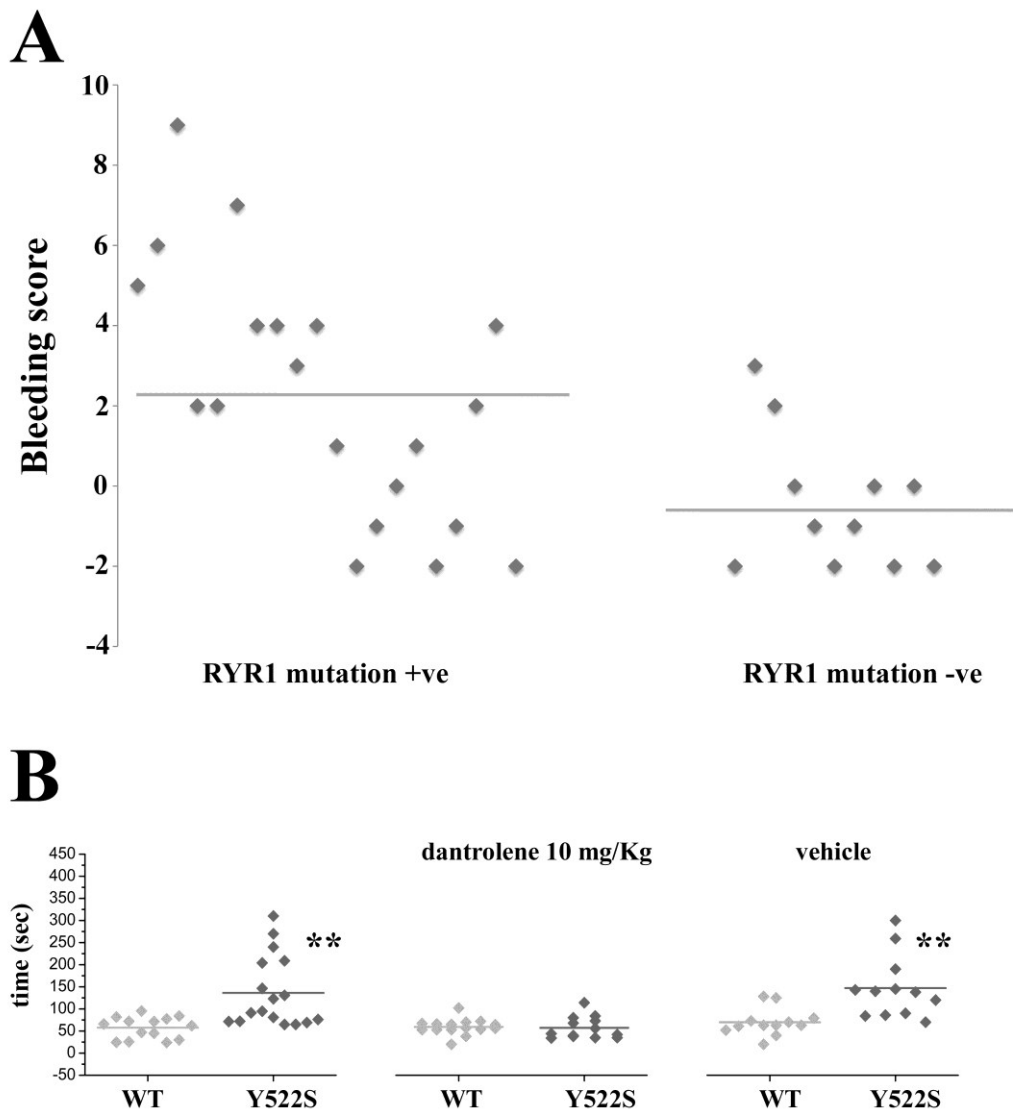 A
10
8
6
4
2
0
-2
-4
Bleeding score
RYR1 mutation +ve
RYR1 mutation -ve
B
dantrolene 10 mg/Kg
vehicle
450
400
350
300
250
200
150
100
50
0
-50
time (sec)
**
**
WT
Y522S
WT
Y522S
WT
Y522S